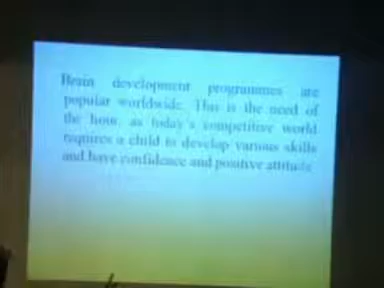 Brain development programmes are
popular worldwide. This is the need of
the hour, as today's competitive world
requires a child to develop various skills
and have confidence and positive attitude